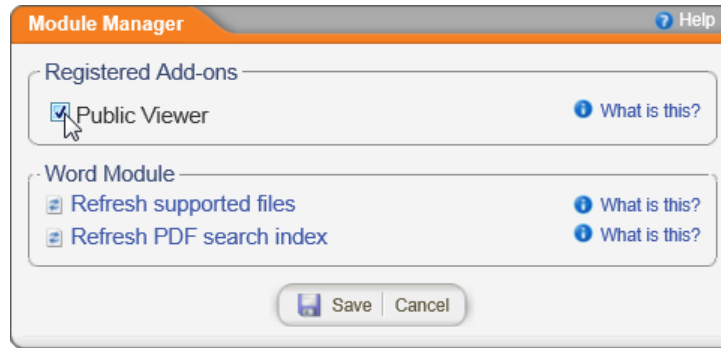 Module Manager
Help
Registered Add-ons
Public Viewer
What is this?
Word Module
Refresh supported files
What is this?
Refresh PDF search index
What is this?
Save
Cancel